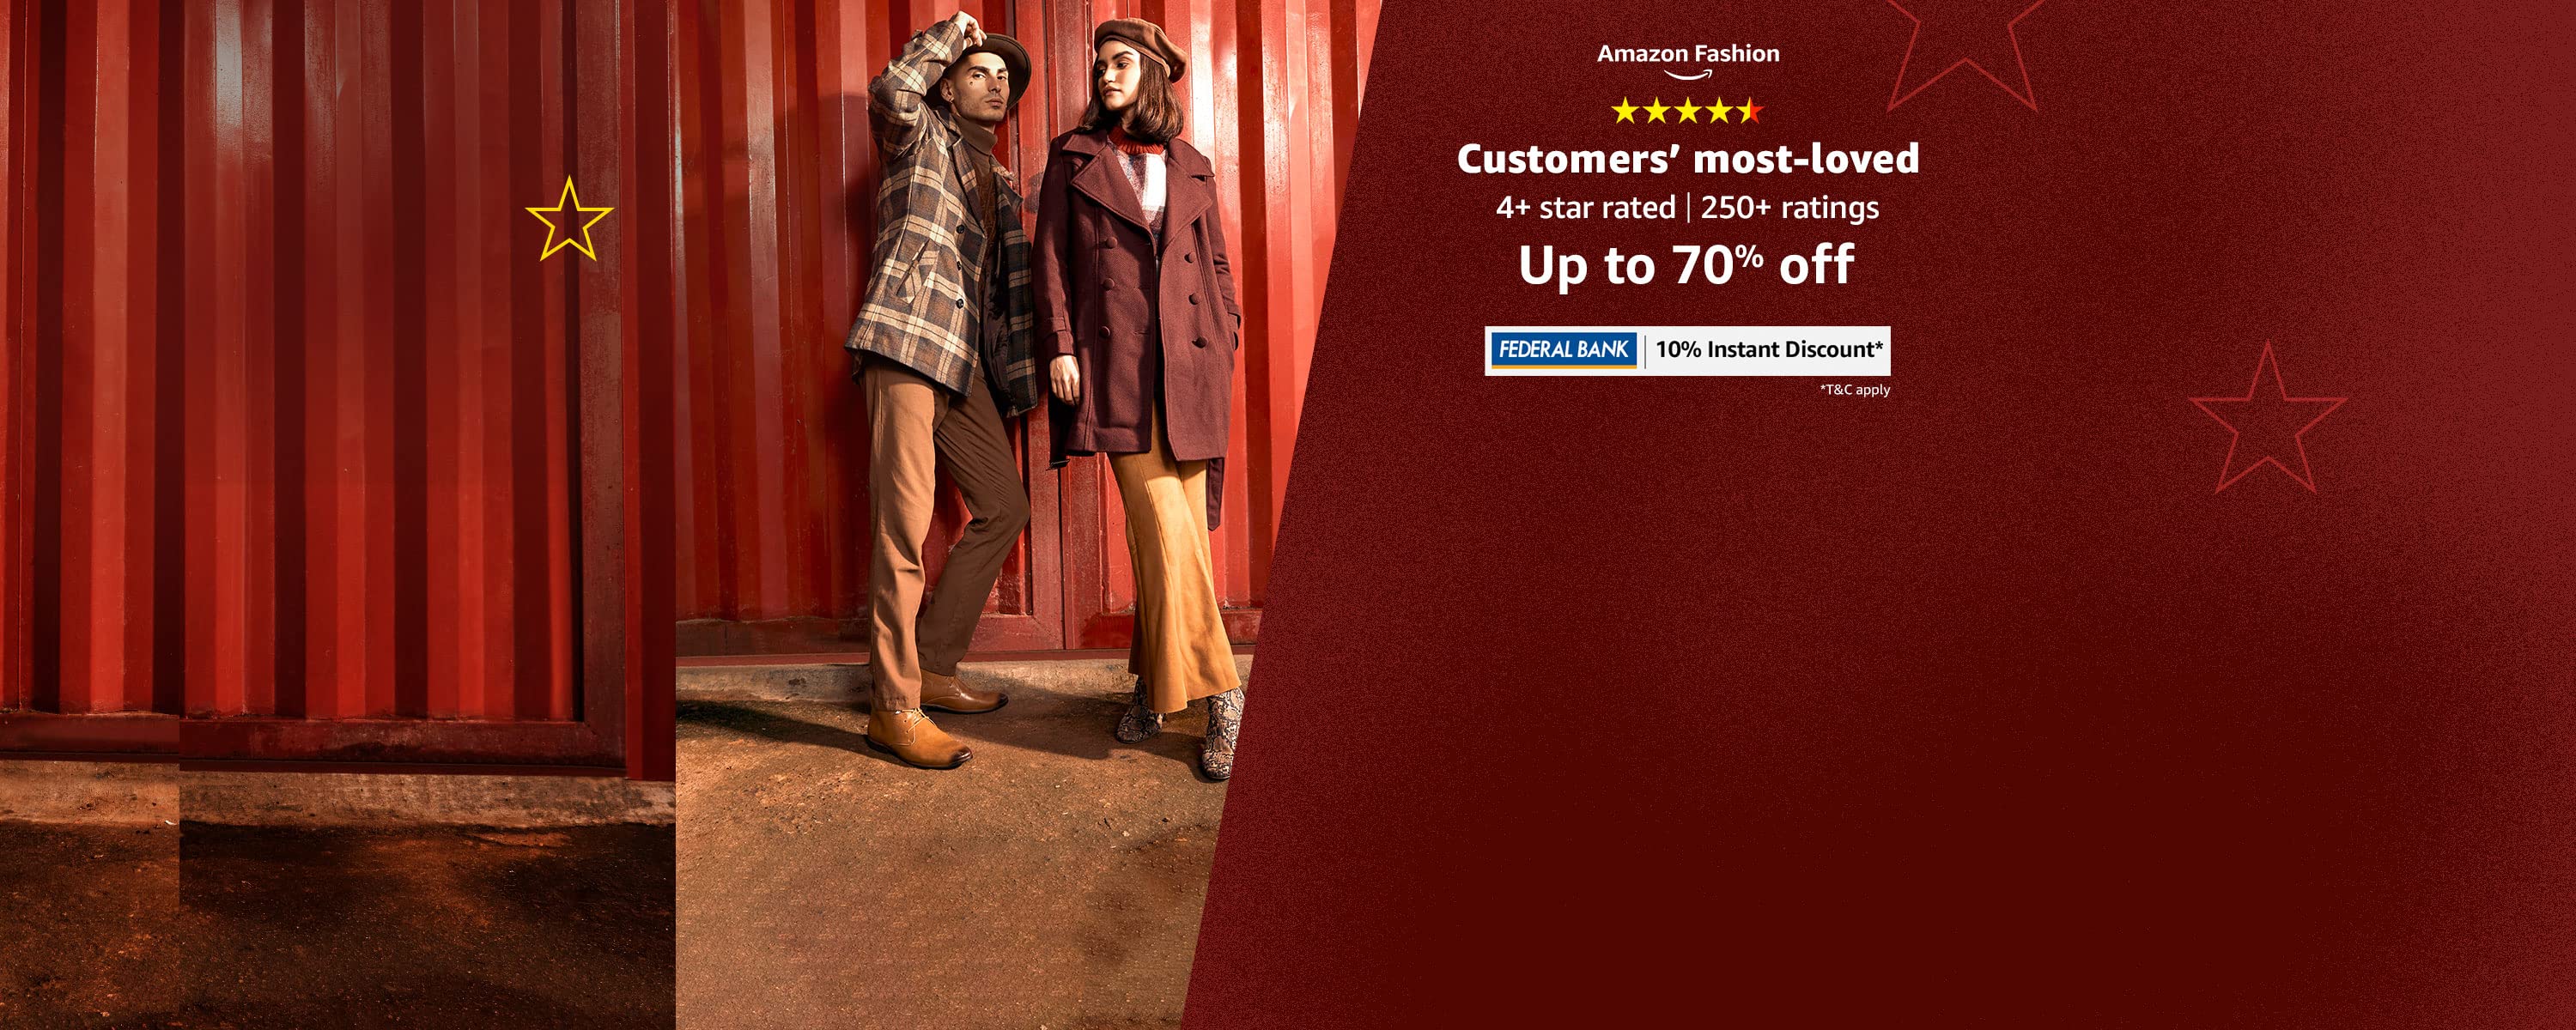 Amazon Fashion
Customers’ most-loved
4+ star rated | 250+ ratings
Up to 70% off
FEDERAL BANK | 10% Instant Discount*
*T&C apply